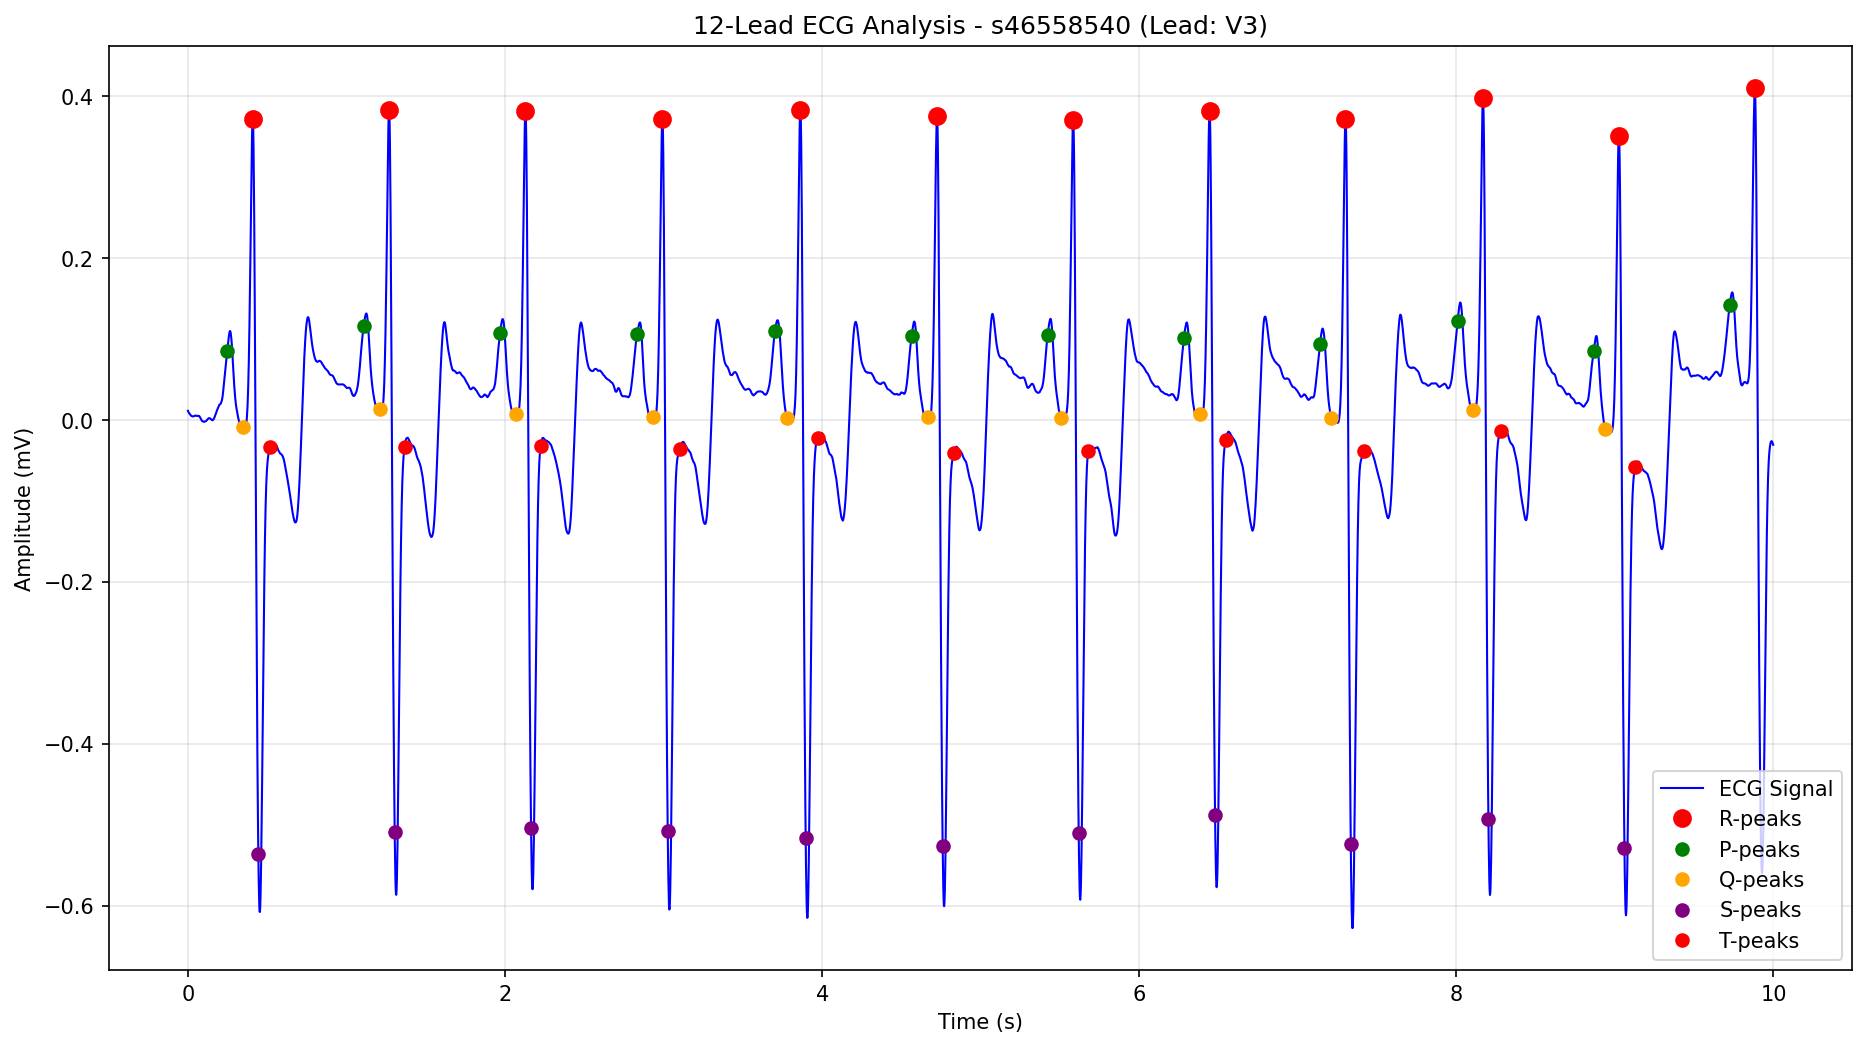 12-Lead ECG Analysis - s46558540 (Lead: V3)
Amplitude (mV)
0.4
0.2
0.0
−0.2
−0.4
−0.6
0 2 4 6 8 10
Time (s)
ECG Signal
R-peaks
P-peaks
Q-peaks
S-peaks
T-peaks